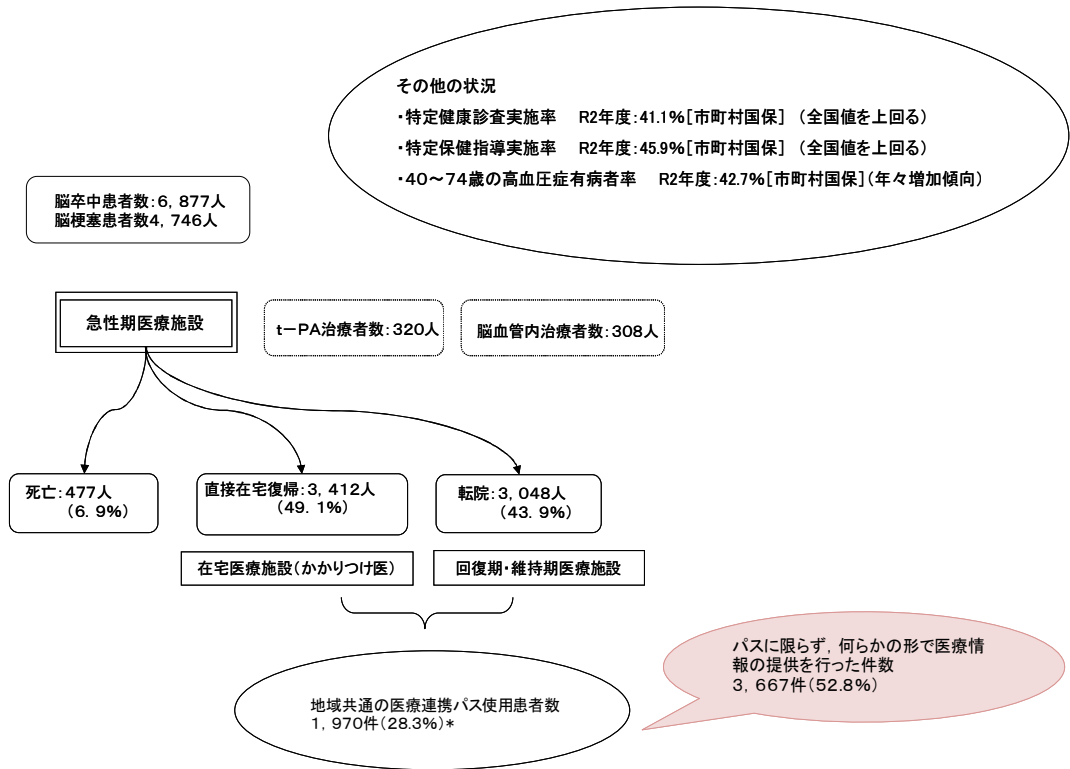 その他の状況
・特定健康診査実施率　R2年度:41.1%[市町村国保]　(全国値を上回る)
・特定保健指導実施率　R2年度:45.9%[市町村国保]　(全国値を上回る)
・40～74歳の高血圧症有病者率　R2年度:42.7%[市町村国保](年々増加傾向)
脳卒中患者数:6,877人
脳梗塞患者数4,746人
急性期医療施設
t－PA治療者数:320人
脳血管内治療者数:308人
死亡:477人
(6.9%)
直接在宅復帰:3,412人
(49.1%)
転院:3,048人
(43.9%)
在宅医療施設(かかりつけ医)
回復期・維持期医療施設
パスに限らず，何らかの形で医療情
報の提供を行った件数
3,667件(52.8%)
地域共通の医療連携パス使用患者数
1,970件(28.3%)*